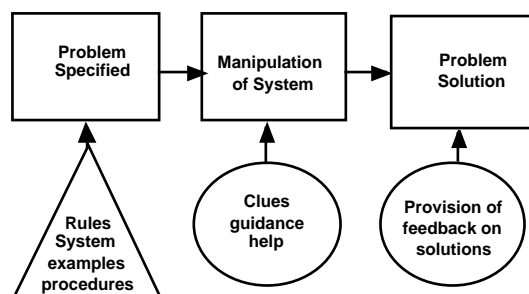 Problem
Specified
Manipulation
of System
Problem
Solution
Rules
System
examples
procedures
Clues
guidance
help
Provision of
feedback on
solutions